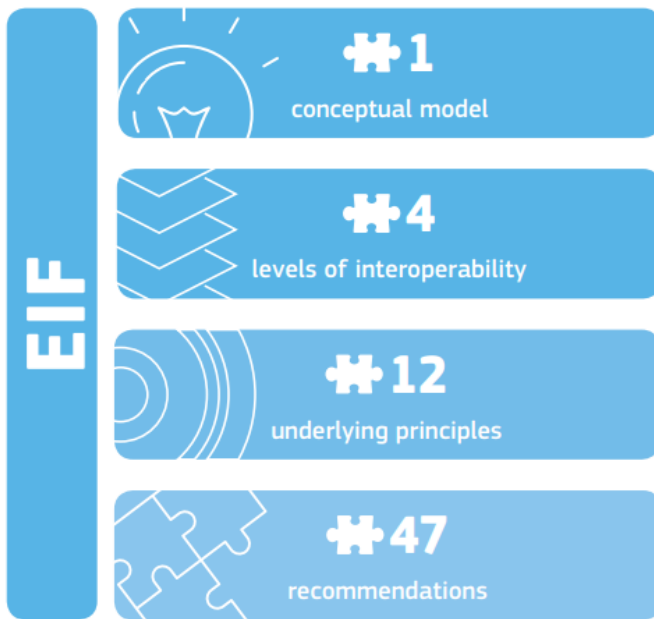 EIF
1
conceptual model
4
levels of interoperability
12
underlying principles
47
recommendations